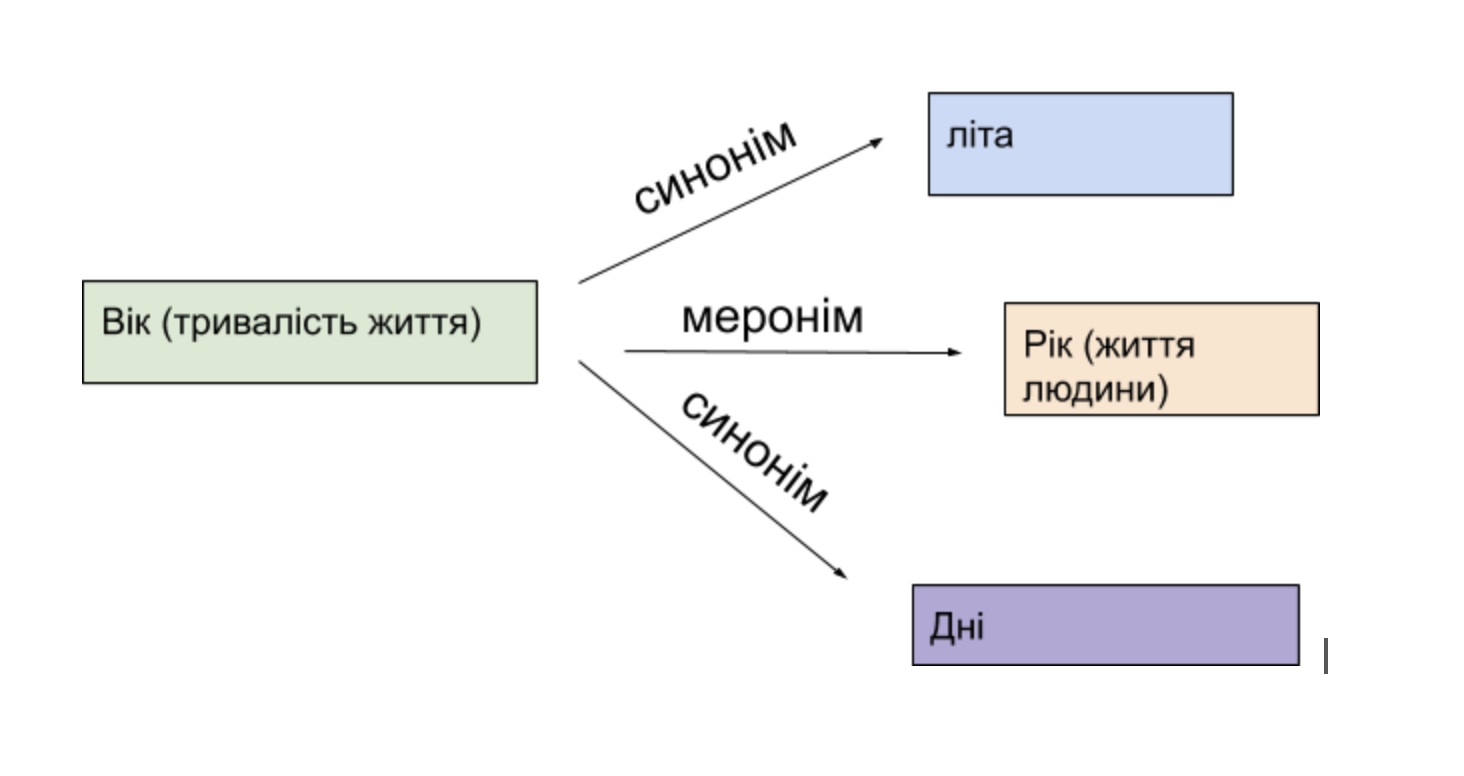 синонім
літа
Вік (тривалість життя)
меронім
Рік (життя
людини)
синонім
Дні